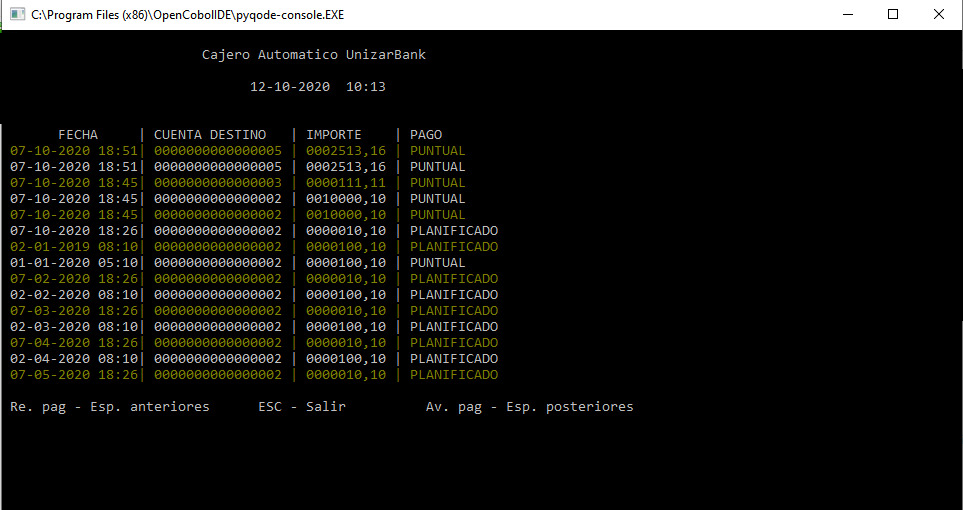 C:\Program Files (x86)\OpenCobolIDE\pyqode-console.EXE
Cajero Automatico UnizarBank
12-10-2020  10:13
FECHA     | CUENTA DESTINO   | IMPORTE    | PAGO
07-10-2020 18:51| 0000000000000005 | 0002513,16 | PUNTUAL
07-10-2020 18:51| 0000000000000005 | 0002513,16 | PUNTUAL
07-10-2020 18:45| 0000000000000003 | 0000111,11 | PUNTUAL
07-10-2020 18:45| 0000000000000002 | 0010000,10 | PUNTUAL
07-10-2020 18:45| 0000000000000002 | 0010000,10 | PUNTUAL
07-10-2020 18:26| 0000000000000002 | 0000010,10 | PLANIFICADO
02-01-2019 08:10| 0000000000000002 | 0000100,10 | PLANIFICADO
01-01-2020 05:10| 0000000000000002 | 0000100,10 | PUNTUAL
07-02-2020 18:26| 0000000000000002 | 0000010,10 | PLANIFICADO
02-02-2020 08:10| 0000000000000002 | 0000100,10 | PLANIFICADO
07-03-2020 18:26| 0000000000000002 | 0000010,10 | PLANIFICADO
02-03-2020 08:10| 0000000000000002 | 0000100,10 | PLANIFICADO
07-04-2020 18:26| 0000000000000002 | 0000010,10 | PLANIFICADO
02-04-2020 08:10| 0000000000000002 | 0000100,10 | PLANIFICADO
07-05-2020 18:26| 0000000000000002 | 0000010,10 | PLANIFICADO
Re. pag - Esp. anteriores      ESC - Salir          Av. pag - Esp. posteriores